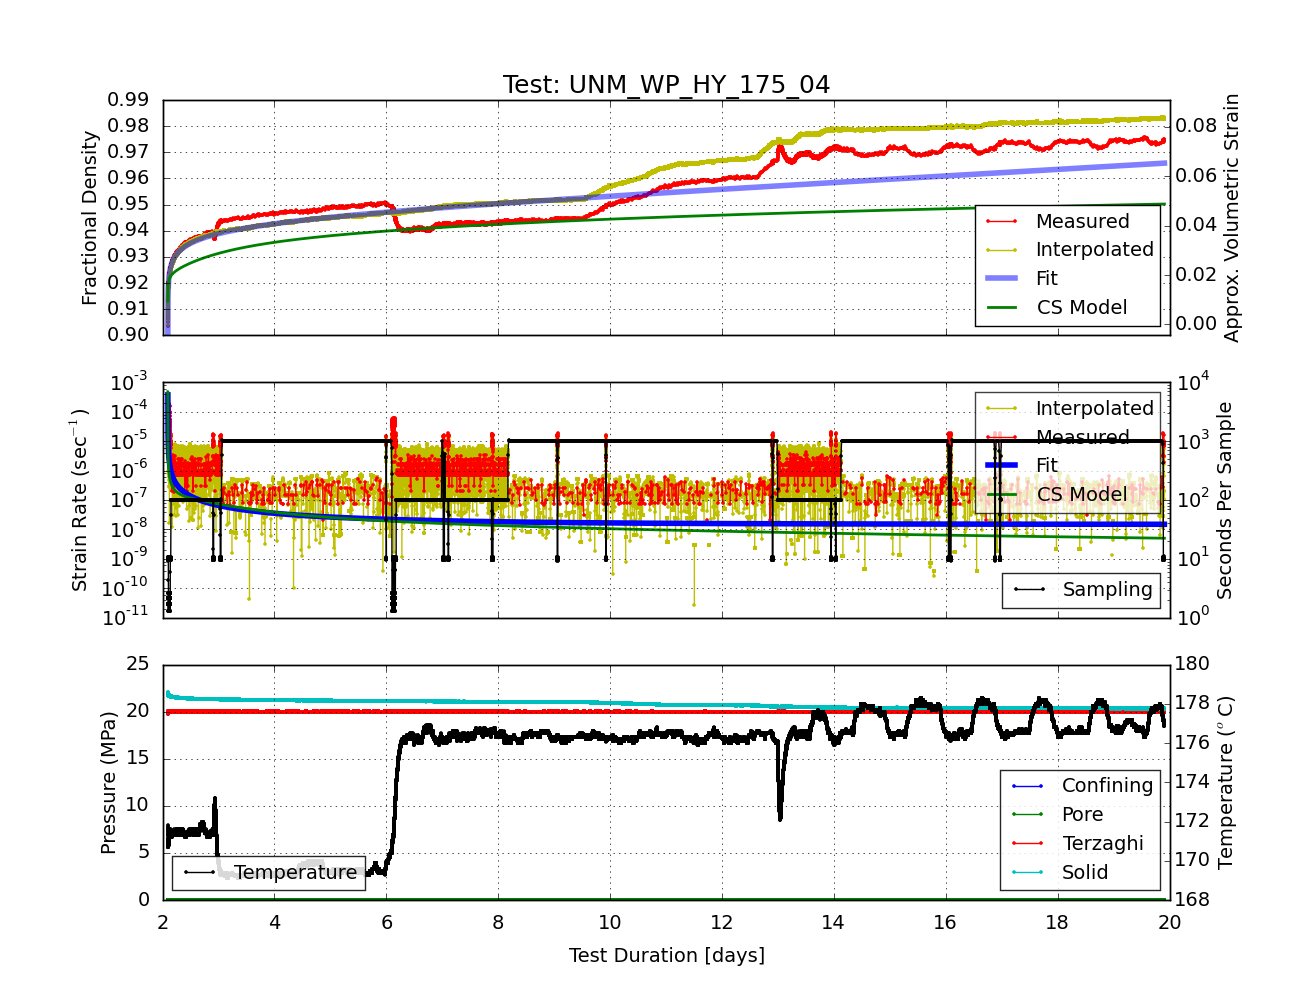 Test: UNM_WP_HY_175_04
Fractional Density
0.99
0.98
0.97
0.96
0.95
0.94
0.93
0.92
0.91
0.90
0.08
0.06
0.04
0.02
0.00
Approx. Volumetric Strain
Measured
Interpolated
Fit
CS Model
Strain Rate (sec⁻¹)
10⁻³
10⁻⁴
10⁻⁵
10⁻⁶
10⁻⁷
10⁻⁸
10⁻⁹
10⁻¹⁰
10⁻¹¹
10⁴
10³
10²
10¹
10⁰
Seconds Per Sample
Interpolated
Measured
Fit
CS Model
Sampling
Pressure (MPa)
25
20
15
10
5
0
180
178
176
174
172
170
168
Temperature (°C)
Temperature
Confining
Pore
Terzaghi
Solid
2 4 6 8 10 12 14 16 18 20
Test Duration [days]